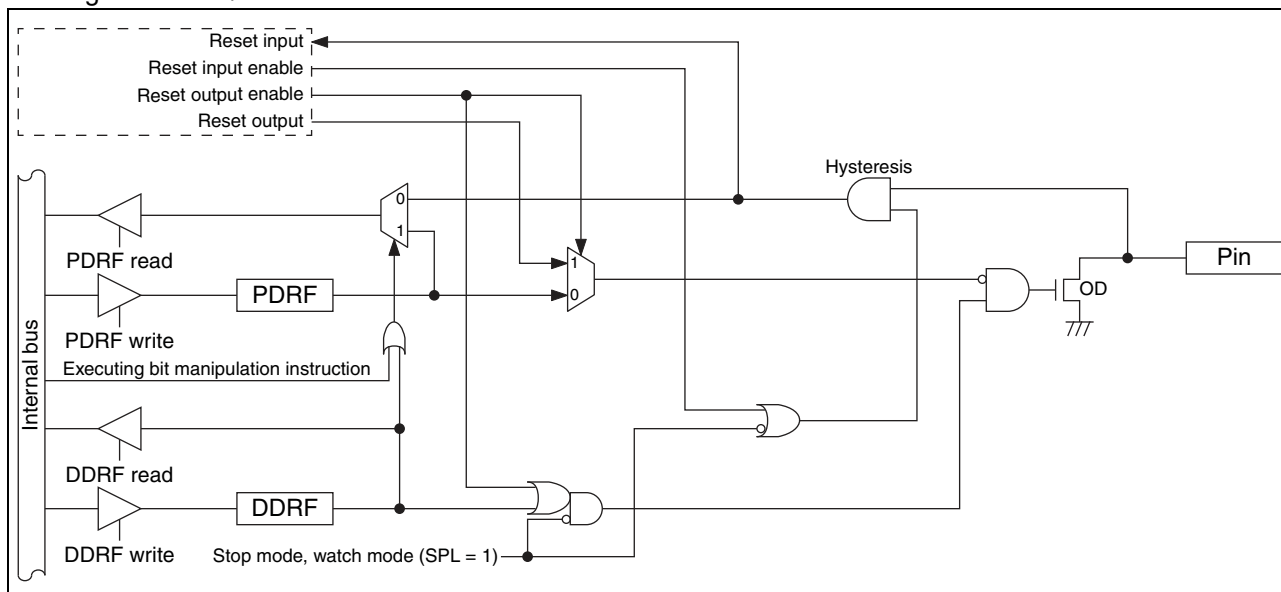 Reset input
Reset input enable
Reset output enable
Reset output
Hysteresis
0
1
PDRF read
1
Pin
PDRF
0
OD
PDRF write
Executing bit manipulation instruction
Internal bus
DDRF read
DDRF
DDRF write
Stop mode, watch mode (SPL = 1)